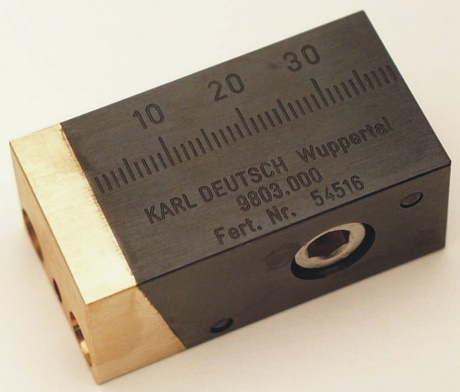 10 20 30
KARL DEUTSCH Wuppertal
9803.000
Fert. Nr. 54516